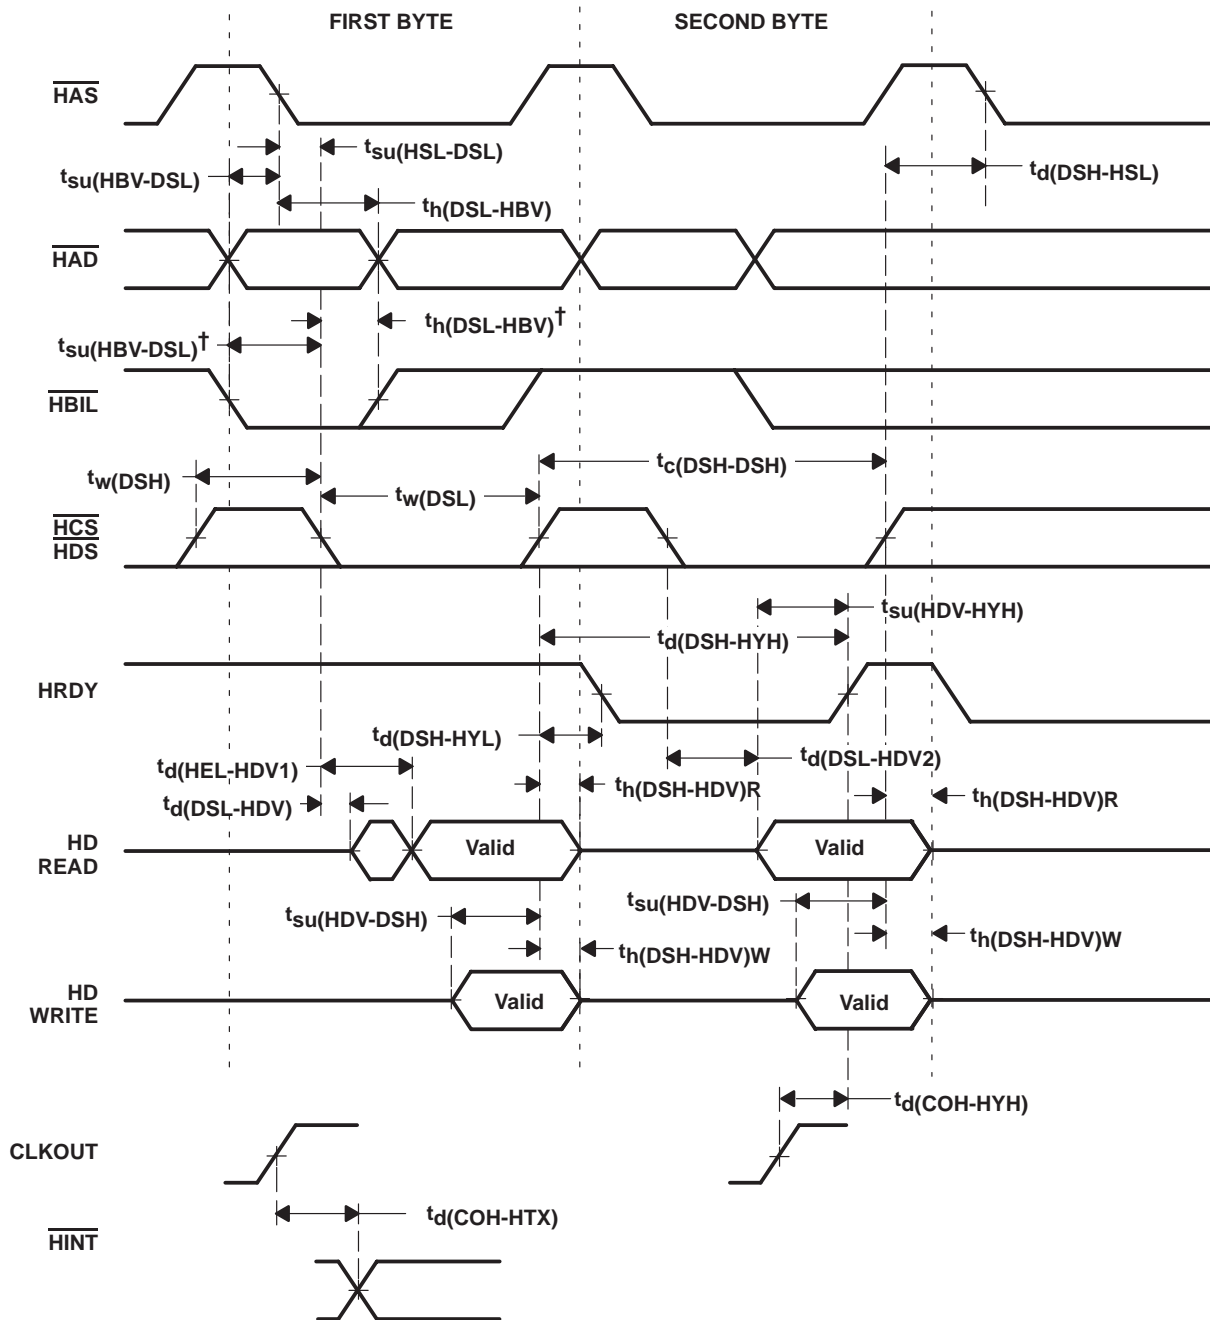 FIRST BYTE
SECOND BYTE
HAS
tsu(HSL-DSL)
tsu(HBV-DSL)
td(DSH-HSL)
th(DSL-HBV)
HAD
th(DSL-HBV)†
tsu(HBV-DSL)†
HBIL
tc(DSH-DSH)
tw(DSH)
tw(DSL)
HCS
HDS
tsu(HDV-HYH)
td(DSH-HYH)
HRDY
td(DSH-HYL)
td(DSL-HDV2)
td(HEL-HDV1)
th(DSH-HDV)R
th(DSH-HDV)R
td(DSL-HDV)
HD
READ
Valid
Valid
tsu(HDV-DSH)
tsu(HDV-DSH)
th(DSH-HDV)W
th(DSH-HDV)W
HD
WRITE
Valid
Valid
td(COH-HYH)
CLKOUT
td(COH-HTX)
HINT